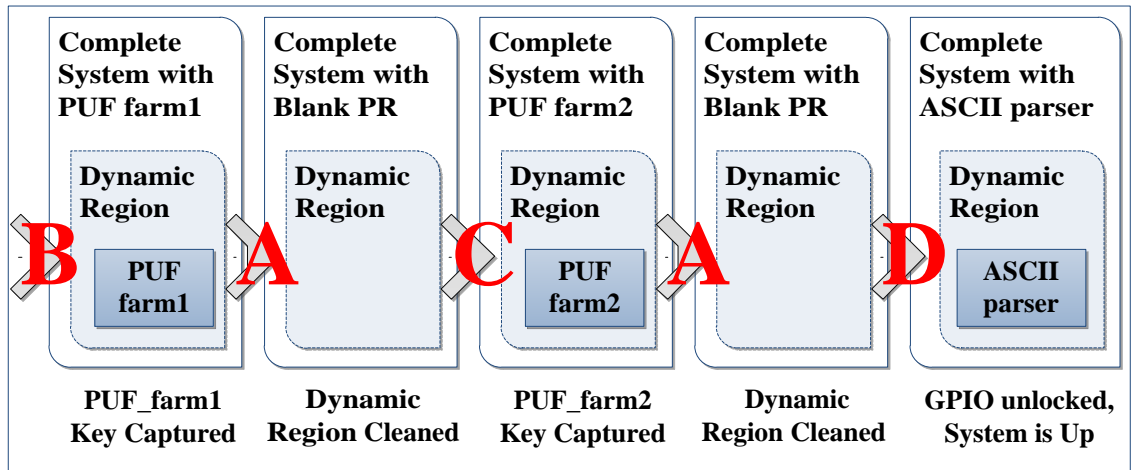 Complete
System with
PUF farm1
Dynamic
Region
PUF
farm1
B
PUF_farm1
Key Captured
Complete
System with
Blank PR
Dynamic
Region
A
Dynamic
Region Cleaned
Complete
System with
PUF farm2
Dynamic
Region
PUF
farm2
C
PUF_farm2
Key Captured
Complete
System with
Blank PR
Dynamic
Region
A
Dynamic
Region Cleaned
Complete
System with
ASCII parser
Dynamic
Region
ASCII
parser
D
GPIO unlocked,
System is Up